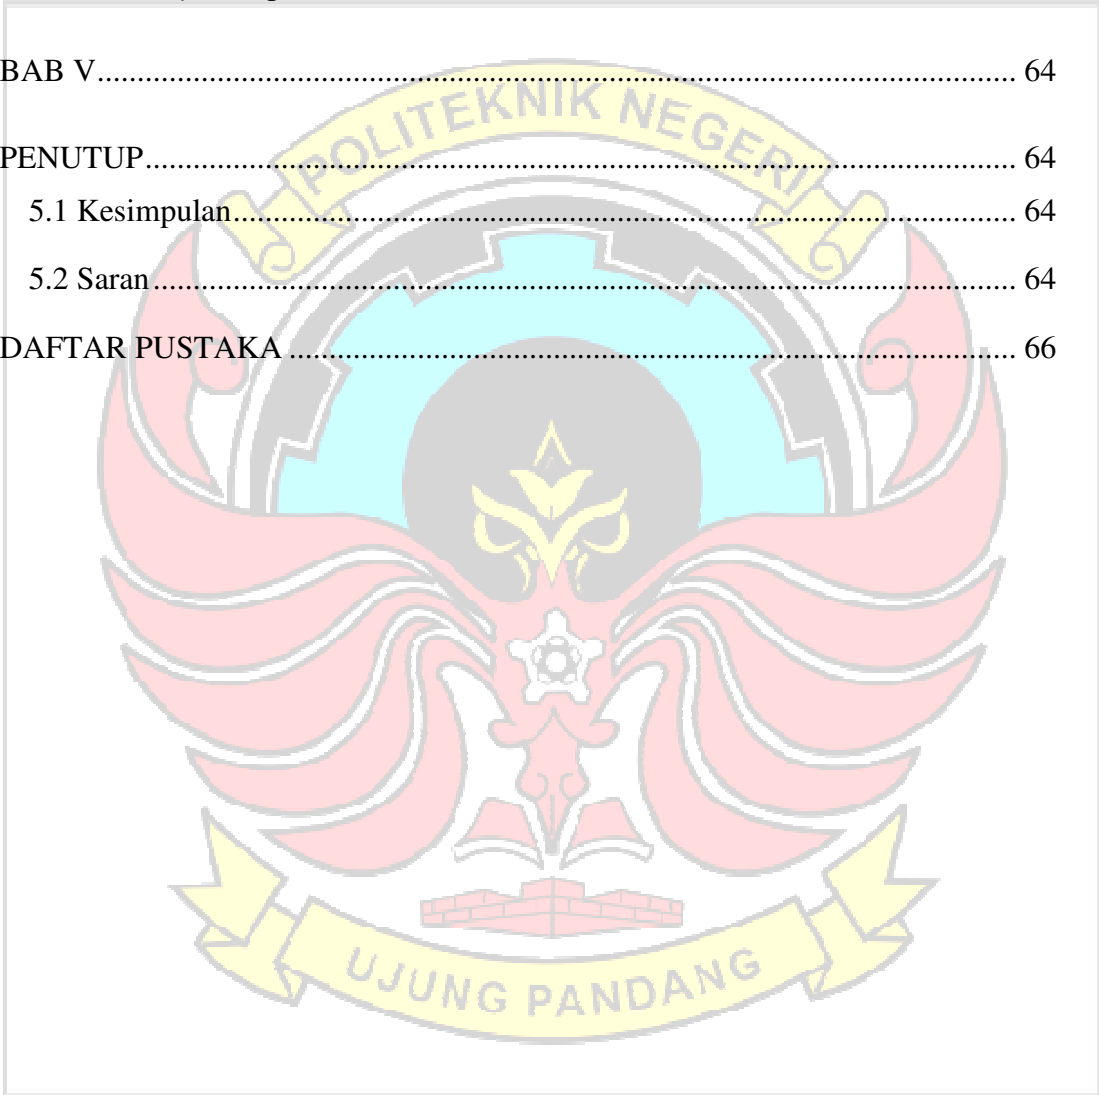 POLITEKNIK NEGERI
BAB V.................................................................................................................... 64
PENUTUP.............................................................................................................. 64
5.1 Kesimpulan................................................................................................... 64
5.2 Saran............................................................................................................. 64
DAFTAR PUSTAKA ............................................................................................ 66
UJUNG PANDANG